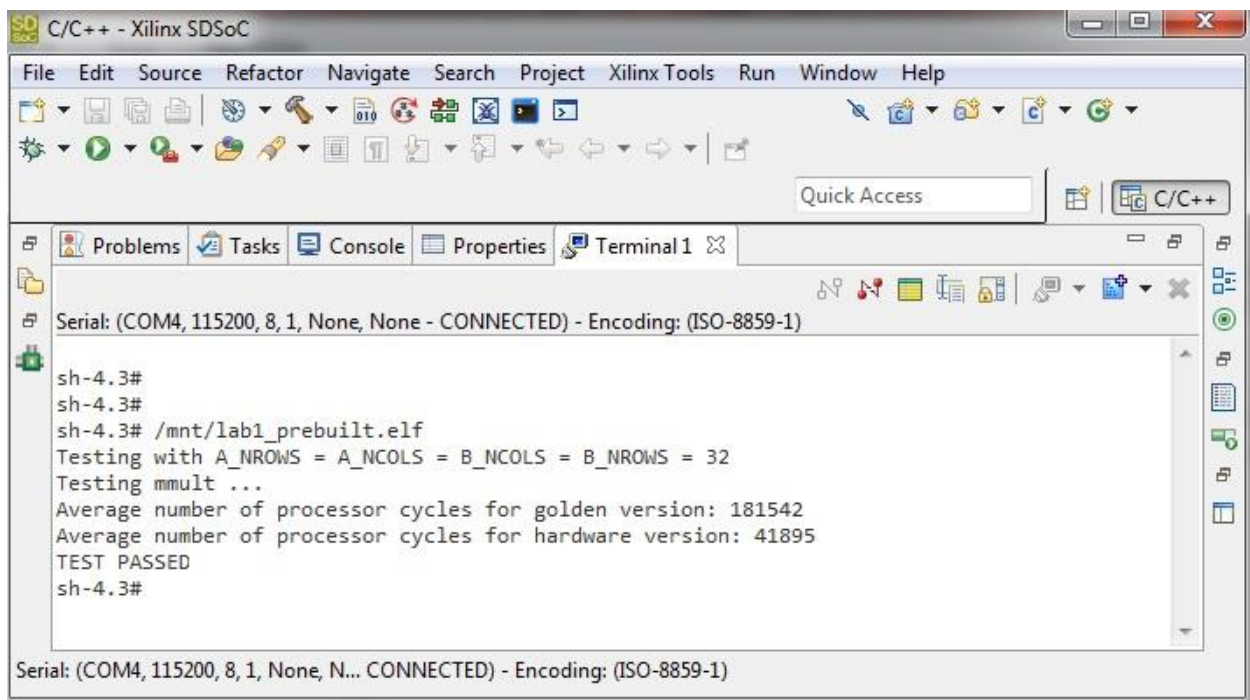 SD
SoC
C/C++ - Xilinx SDSoC
File Edit Source Refactor Navigate Search Project Xilinx Tools Run Window Help
010
Quick Access
C/C++
Problems Tasks Console Properties Terminal 1
Serial: (COM4, 115200, 8, 1, None, None - CONNECTED) - Encoding: (ISO-8859-1)
sh-4.3#
sh-4.3#
sh-4.3# /mnt/lab1_prebuilt.elf
Testing with A_NROWS = A_NCOLS = B_NCOLS = B_NROWS = 32
Testing mmult ...
Average number of processor cycles for golden version: 181542
Average number of processor cycles for hardware version: 41895
TEST PASSED
sh-4.3#
Serial: (COM4, 115200, 8, 1, None, N... CONNECTED) - Encoding: (ISO-8859-1)